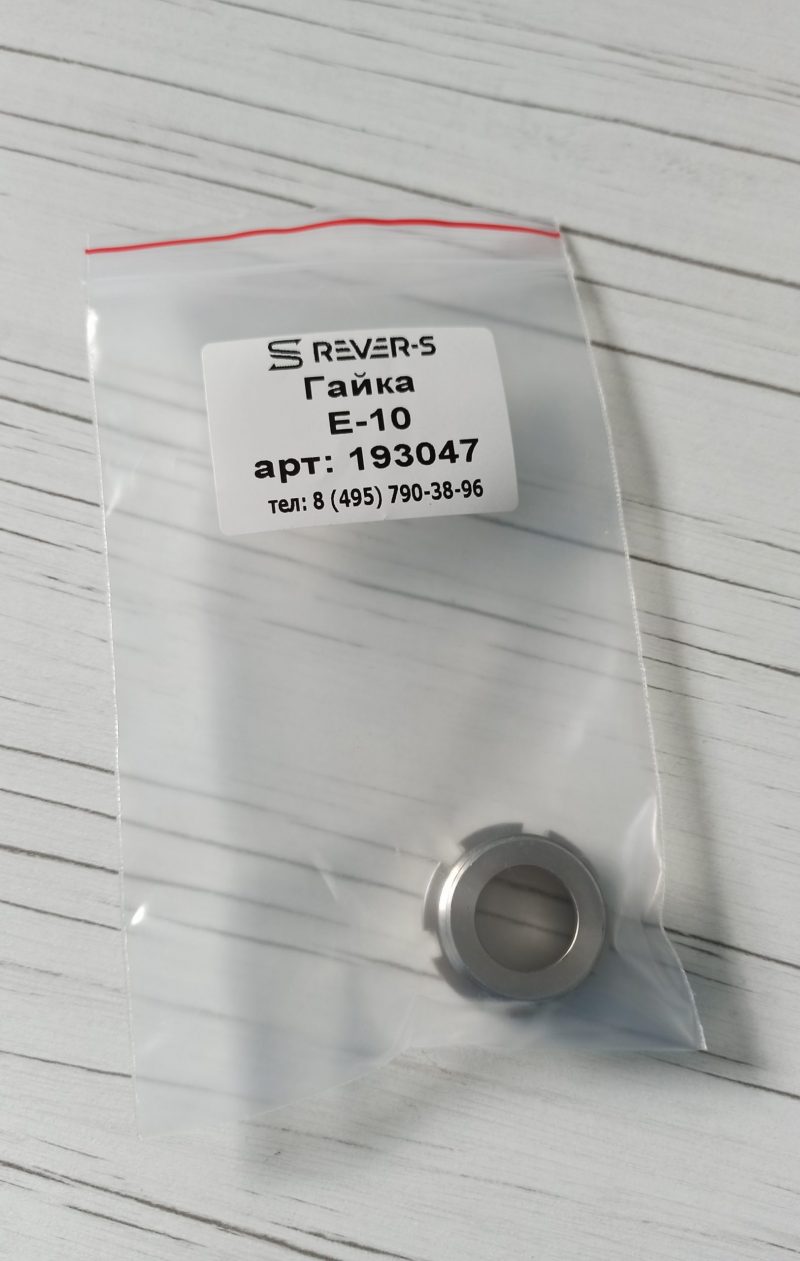 REVER-S
Гайка
E-10
арт: 193047
тел: 8 (495) 790-38-96